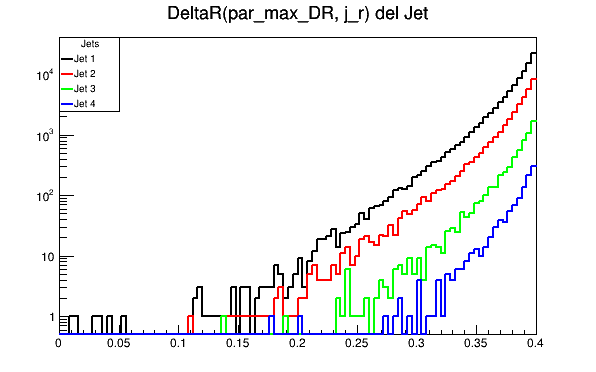 DeltaR(par_max_DR, j_r) del Jet
Jets
Jet 1
Jet 2
Jet 3
Jet 4
10⁴
10³
10²
10
1
0 0.05 0.1 0.15 0.2 0.25 0.3 0.35 0.4